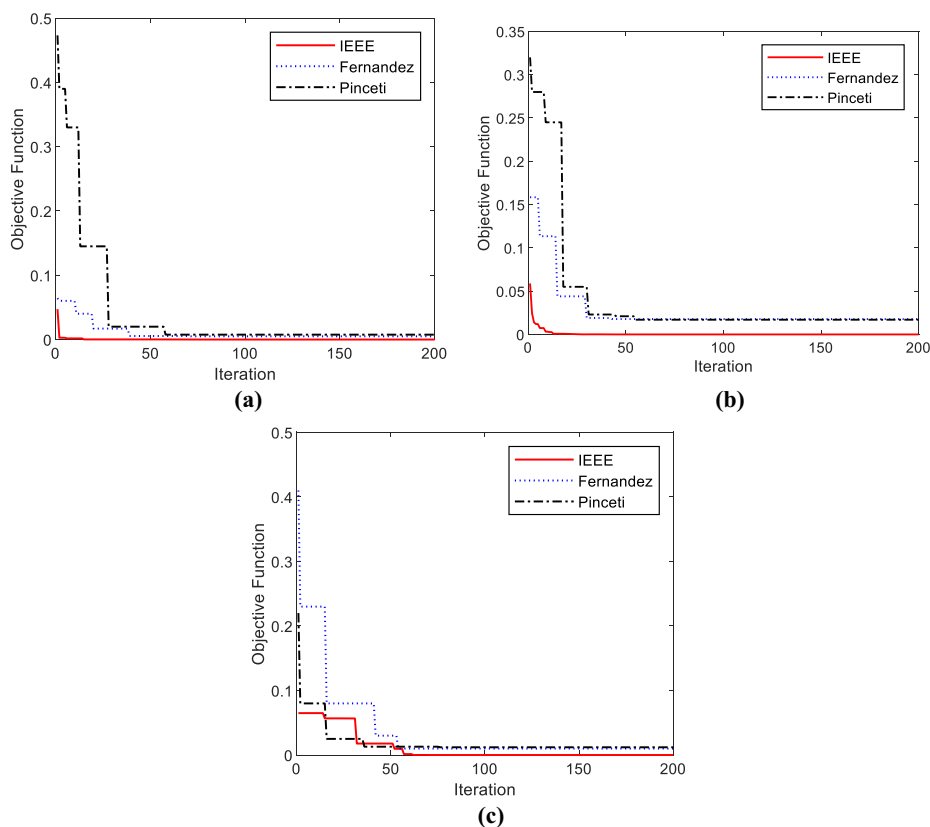 0.5
0.4
0.3
0.2
0.1
0
Objective Function
IEEE
Fernandez
Pinceti
0 50 100 150 200
Iteration
(a)
0.35
0.3
0.25
0.2
0.15
0.1
0.05
0
Objective Function
IEEE
Fernandez
Pinceti
0 50 100 150 200
Iteration
(b)
0.5
0.4
0.3
0.2
0.1
0
Objective Function
IEEE
Fernandez
Pinceti
0 50 100 150 200
Iteration
(c)